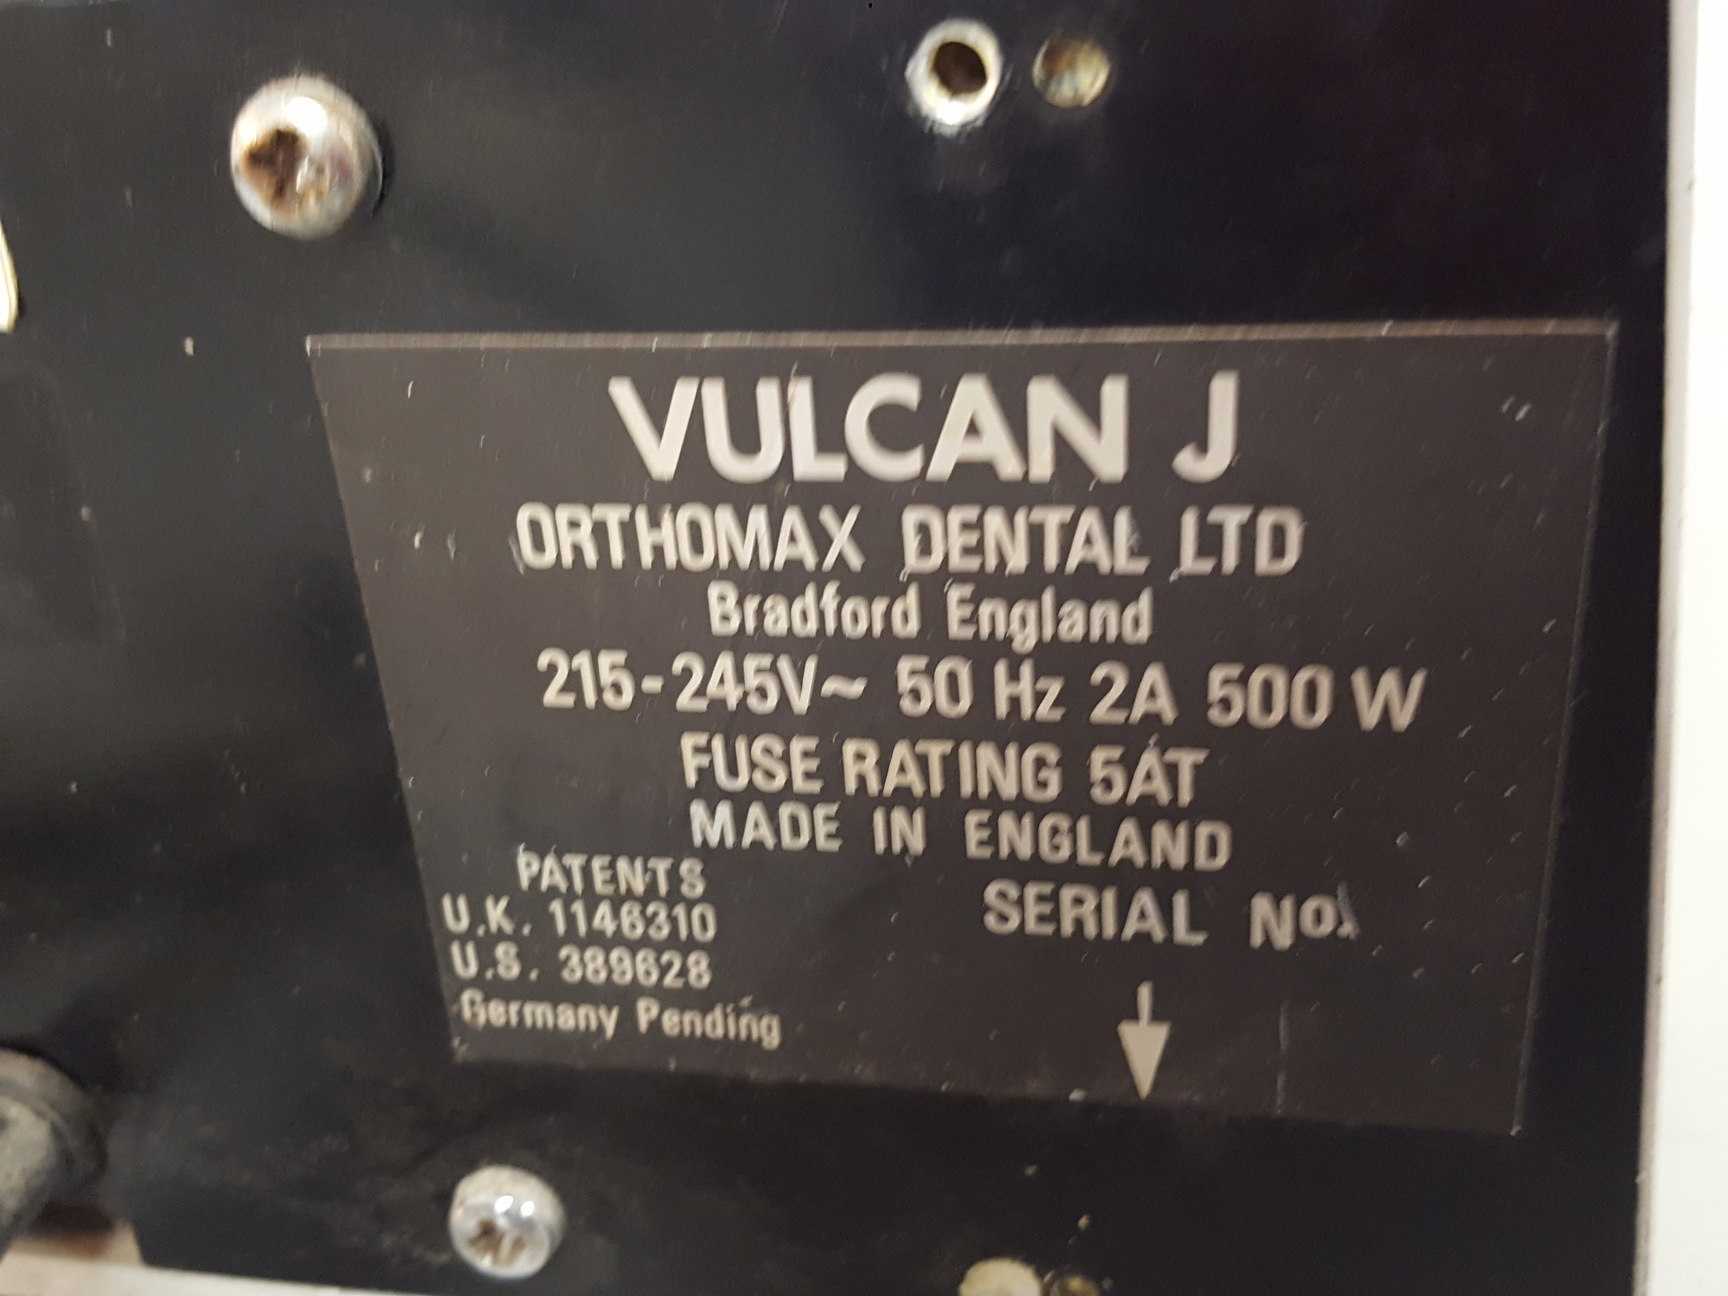 VULCAN J
ORTHOMAX DENTAL LTD
Bradford England
215-245V~ 50 Hz 2A 500 W
FUSE RATING 5AT
MADE IN ENGLAND
PATENTS
U.K. 1146310
U.S. 389628
Germany Pending
SERIAL No.